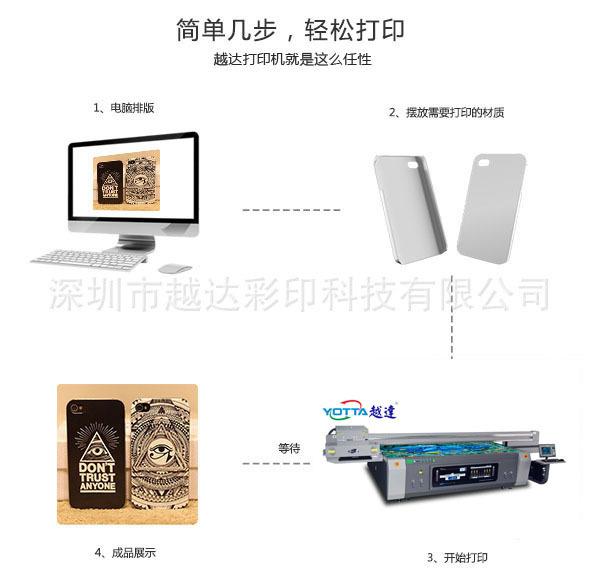 简单几步，轻松打印
越达打印机就是这么任性
1、电脑排版
2、摆放需要打印的材质
DON'T
TRUST
ANYONE
深圳市越达彩印科技有限公司
YOTTA越達
DON'T
TRUST
ANYONE
等待
4、成品展示
3、开始打印